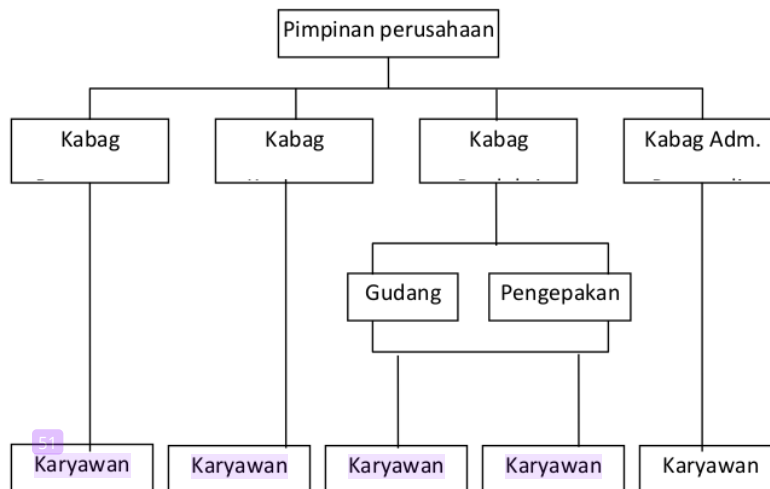 Pimpinan perusahaan
Kabag
Kabag
Kabag
Kabag Adm.
Gudang
Pengepakan
51
Karyawan
Karyawan
Karyawan
Karyawan
Karyawan